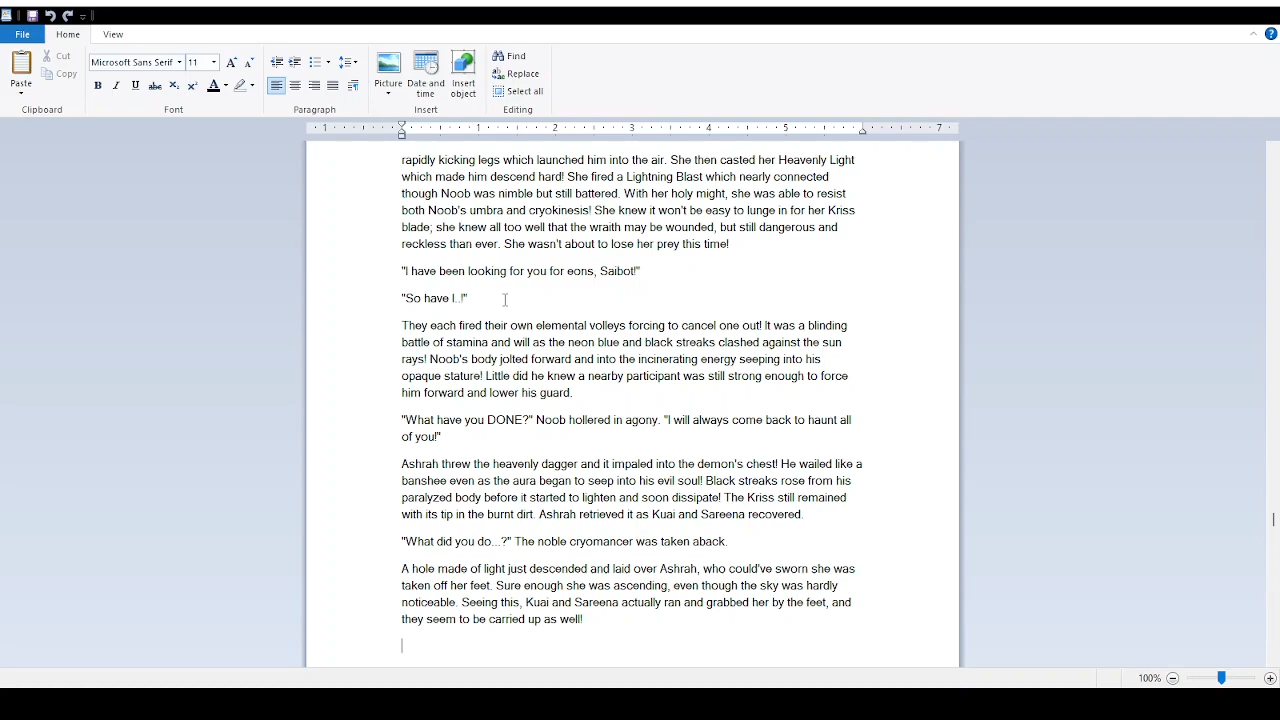 File Home View
Paste Cut Copy Clipboard
Microsoft Sans Serif 11 Font
Paragraph
Picture Date and time Insert object Insert
Find Replace Select all Editing
1 1 2 3 4 5 7
rapidly kicking legs which launched him into the air. She then casted her Heavenly Light
which made him descend hard! She fired a Lightning Blast which nearly connected
though Noob was nimble but still battered. With her holy might, she was able to resist
both Noob's umbra and cryokinesis! She knew it won't be easy to lunge in for her Kriss
blade; she knew all too well that the wraith may be wounded, but still dangerous and
reckless than ever. She wasn't about to lose her prey this time!
"I have been looking for you for eons, Saibot!"
"So have I..!"
They each fired their own elemental volleys forcing to cancel one out! It was a blinding
battle of stamina and will as the neon blue and black streaks clashed against the sun
rays! Noob's body jolted forward and into the incinerating energy seeping into his
opaque stature! Little did he knew a nearby participant was still strong enough to force
him forward and lower his guard.
"What have you DONE?" Noob hollered in agony. "I will always come back to haunt all
of you!"
Ashrah threw the heavenly dagger and it impaled into the demon's chest! He wailed like a
banshee even as the aura began to seep into his evil soul! Black streaks rose from his
paralyzed body before it started to lighten and soon dissipate! The Kriss still remained
with its tip in the burnt dirt. Ashrah retrieved it as Kuai and Sareena recovered.
"What did you do...?" The noble cryomancer was taken aback.
A hole made of light just descended and laid over Ashrah, who could've sworn she was
taken off her feet. Sure enough she was ascending, even though the sky was hardly
noticeable. Seeing this, Kuai and Sareena actually ran and grabbed her by the feet, and
they seem to be carried up as well!
100%